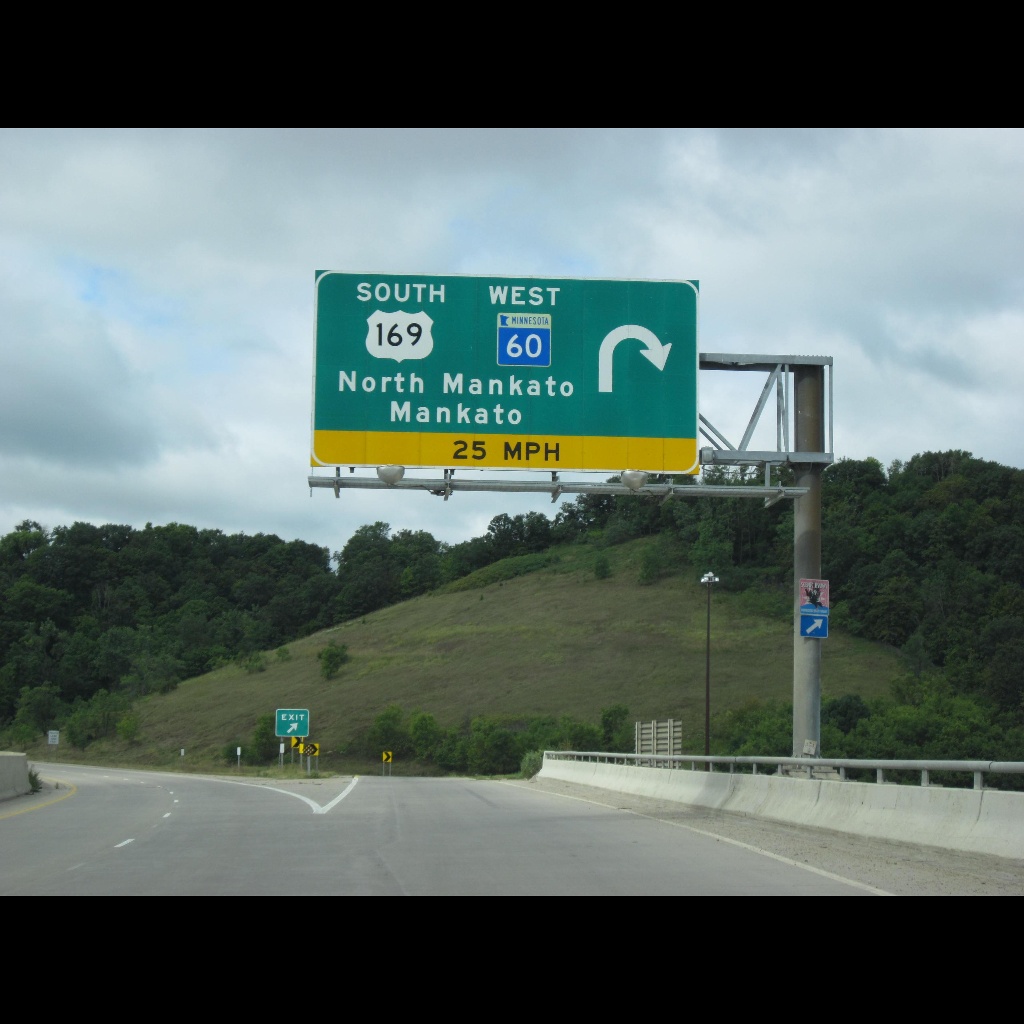 SOUTH WEST
169
MINNESOTA
60
North Mankato
Mankato
25 MPH
EXIT